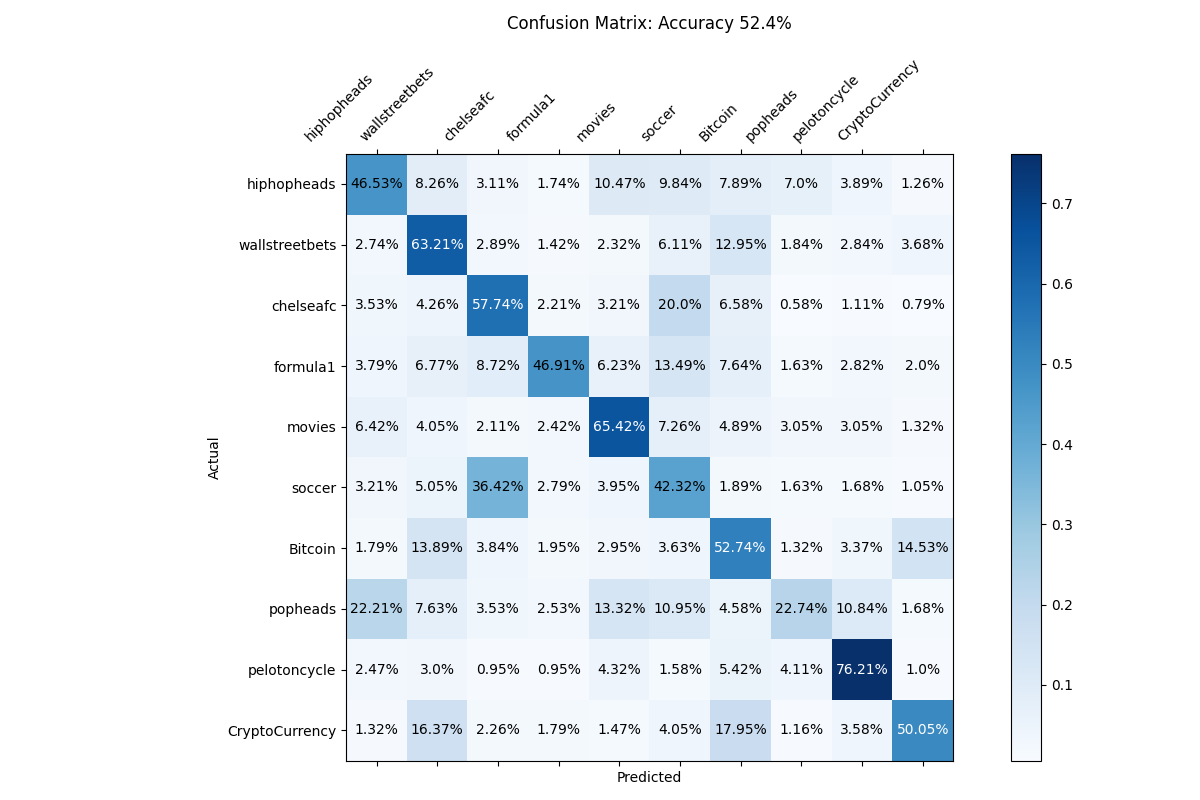 Confusion Matrix: Accuracy 52.4%
hiphopheads wallstreetbets chelseafc formula1 movies soccer Bitcoin popheads pelotoncycle CryptoCurrency
hiphopheads 46.53% 8.26% 3.11% 1.74% 10.47% 9.84% 7.89% 7.0% 3.89% 1.26%
wallstreetbets 2.74% 63.21% 2.89% 1.42% 2.32% 6.11% 12.95% 1.84% 2.84% 3.68%
chelseafc 3.53% 4.26% 57.74% 2.21% 3.21% 20.0% 6.58% 0.58% 1.11% 0.79%
formula1 3.79% 6.77% 8.72% 46.91% 6.23% 13.49% 7.64% 1.63% 2.82% 2.0%
movies 6.42% 4.05% 2.11% 2.42% 65.42% 7.26% 4.89% 3.05% 3.05% 1.32%
soccer 3.21% 5.05% 36.42% 2.79% 3.95% 42.32% 1.89% 1.63% 1.68% 1.05%
Bitcoin 1.79% 13.89% 3.84% 1.95% 2.95% 3.63% 52.74% 1.32% 3.37% 14.53%
popheads 22.21% 7.63% 3.53% 2.53% 13.32% 10.95% 4.58% 22.74% 10.84% 1.68%
pelotoncycle 2.47% 3.0% 0.95% 0.95% 4.32% 1.58% 5.42% 4.11% 76.21% 1.0%
CryptoCurrency 1.32% 16.37% 2.26% 1.79% 1.47% 4.05% 17.95% 1.16% 3.58% 50.05%
Actual
Predicted
0.7
0.6
0.5
0.4
0.3
0.2
0.1